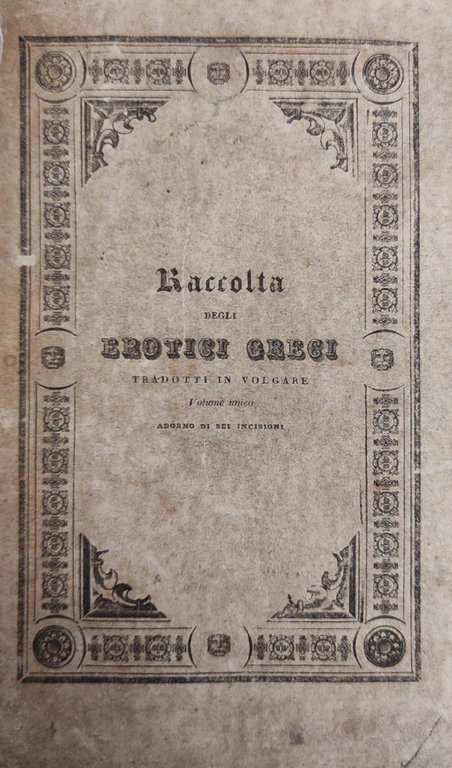 Raccolta
DEGLI
EROTICI GRECI
TRADOTTI IN VOLGARE
Volume unico
ADORNO DI SEI INCISIONI